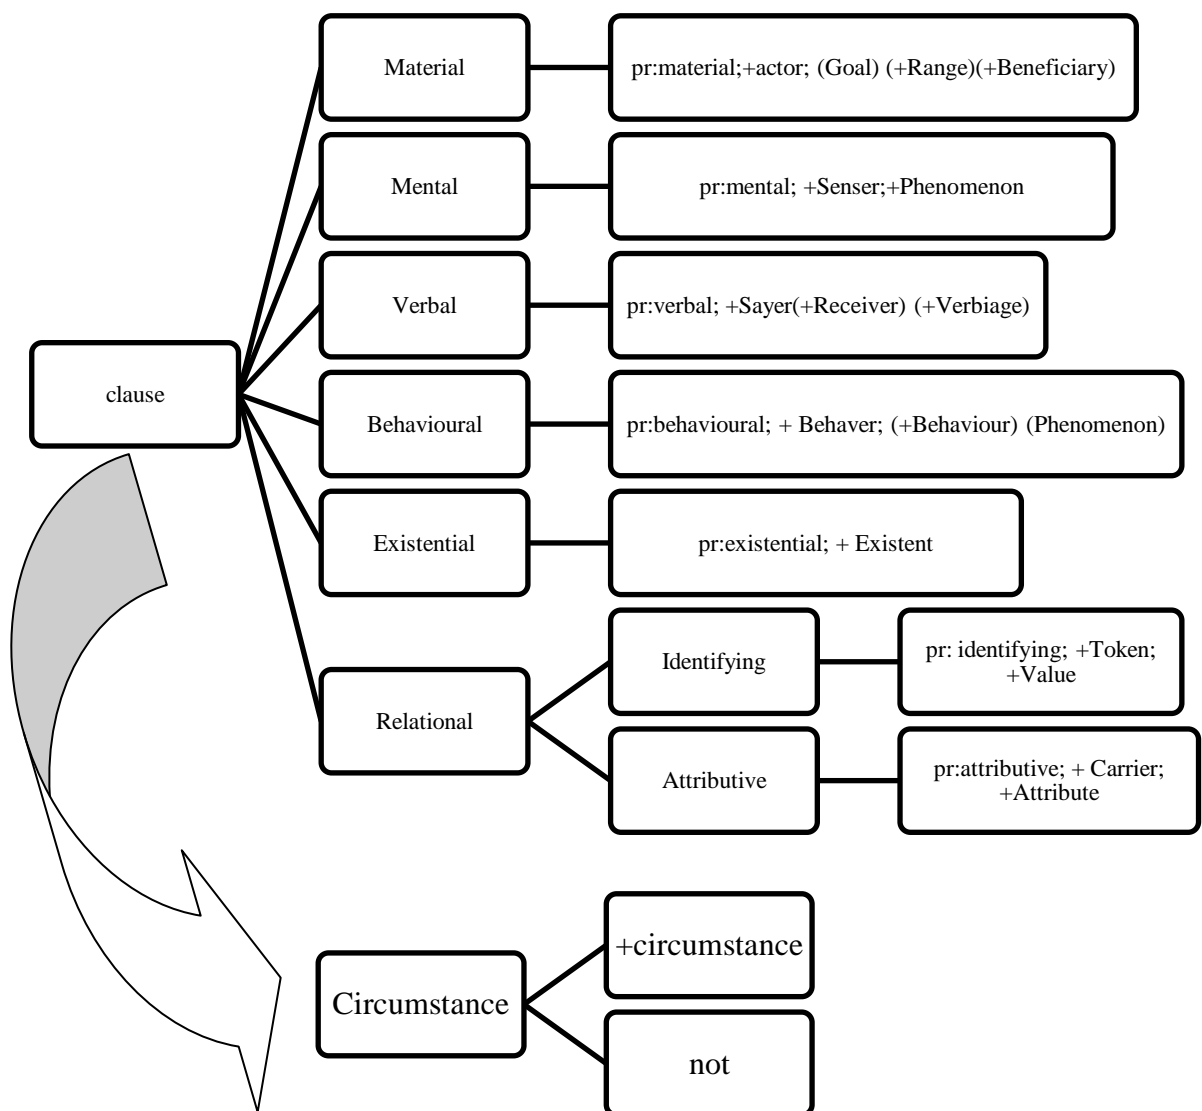 Material
pr:material;+actor; (Goal) (+Range)(+Beneficiary)
Mental
pr:mental; +Senser;+Phenomenon
Verbal
pr:verbal; +Sayer(+Receiver) (+Verbiage)
clause
Behavioural
pr:behavioural; + Behaver; (+Behaviour) (Phenomenon)
Existential
pr:existential; + Existent
Relational
Identifying
pr: identifying; +Token;
+Value
Attributive
pr:attributive; + Carrier;
+Attribute
Circumstance
+circumstance
not